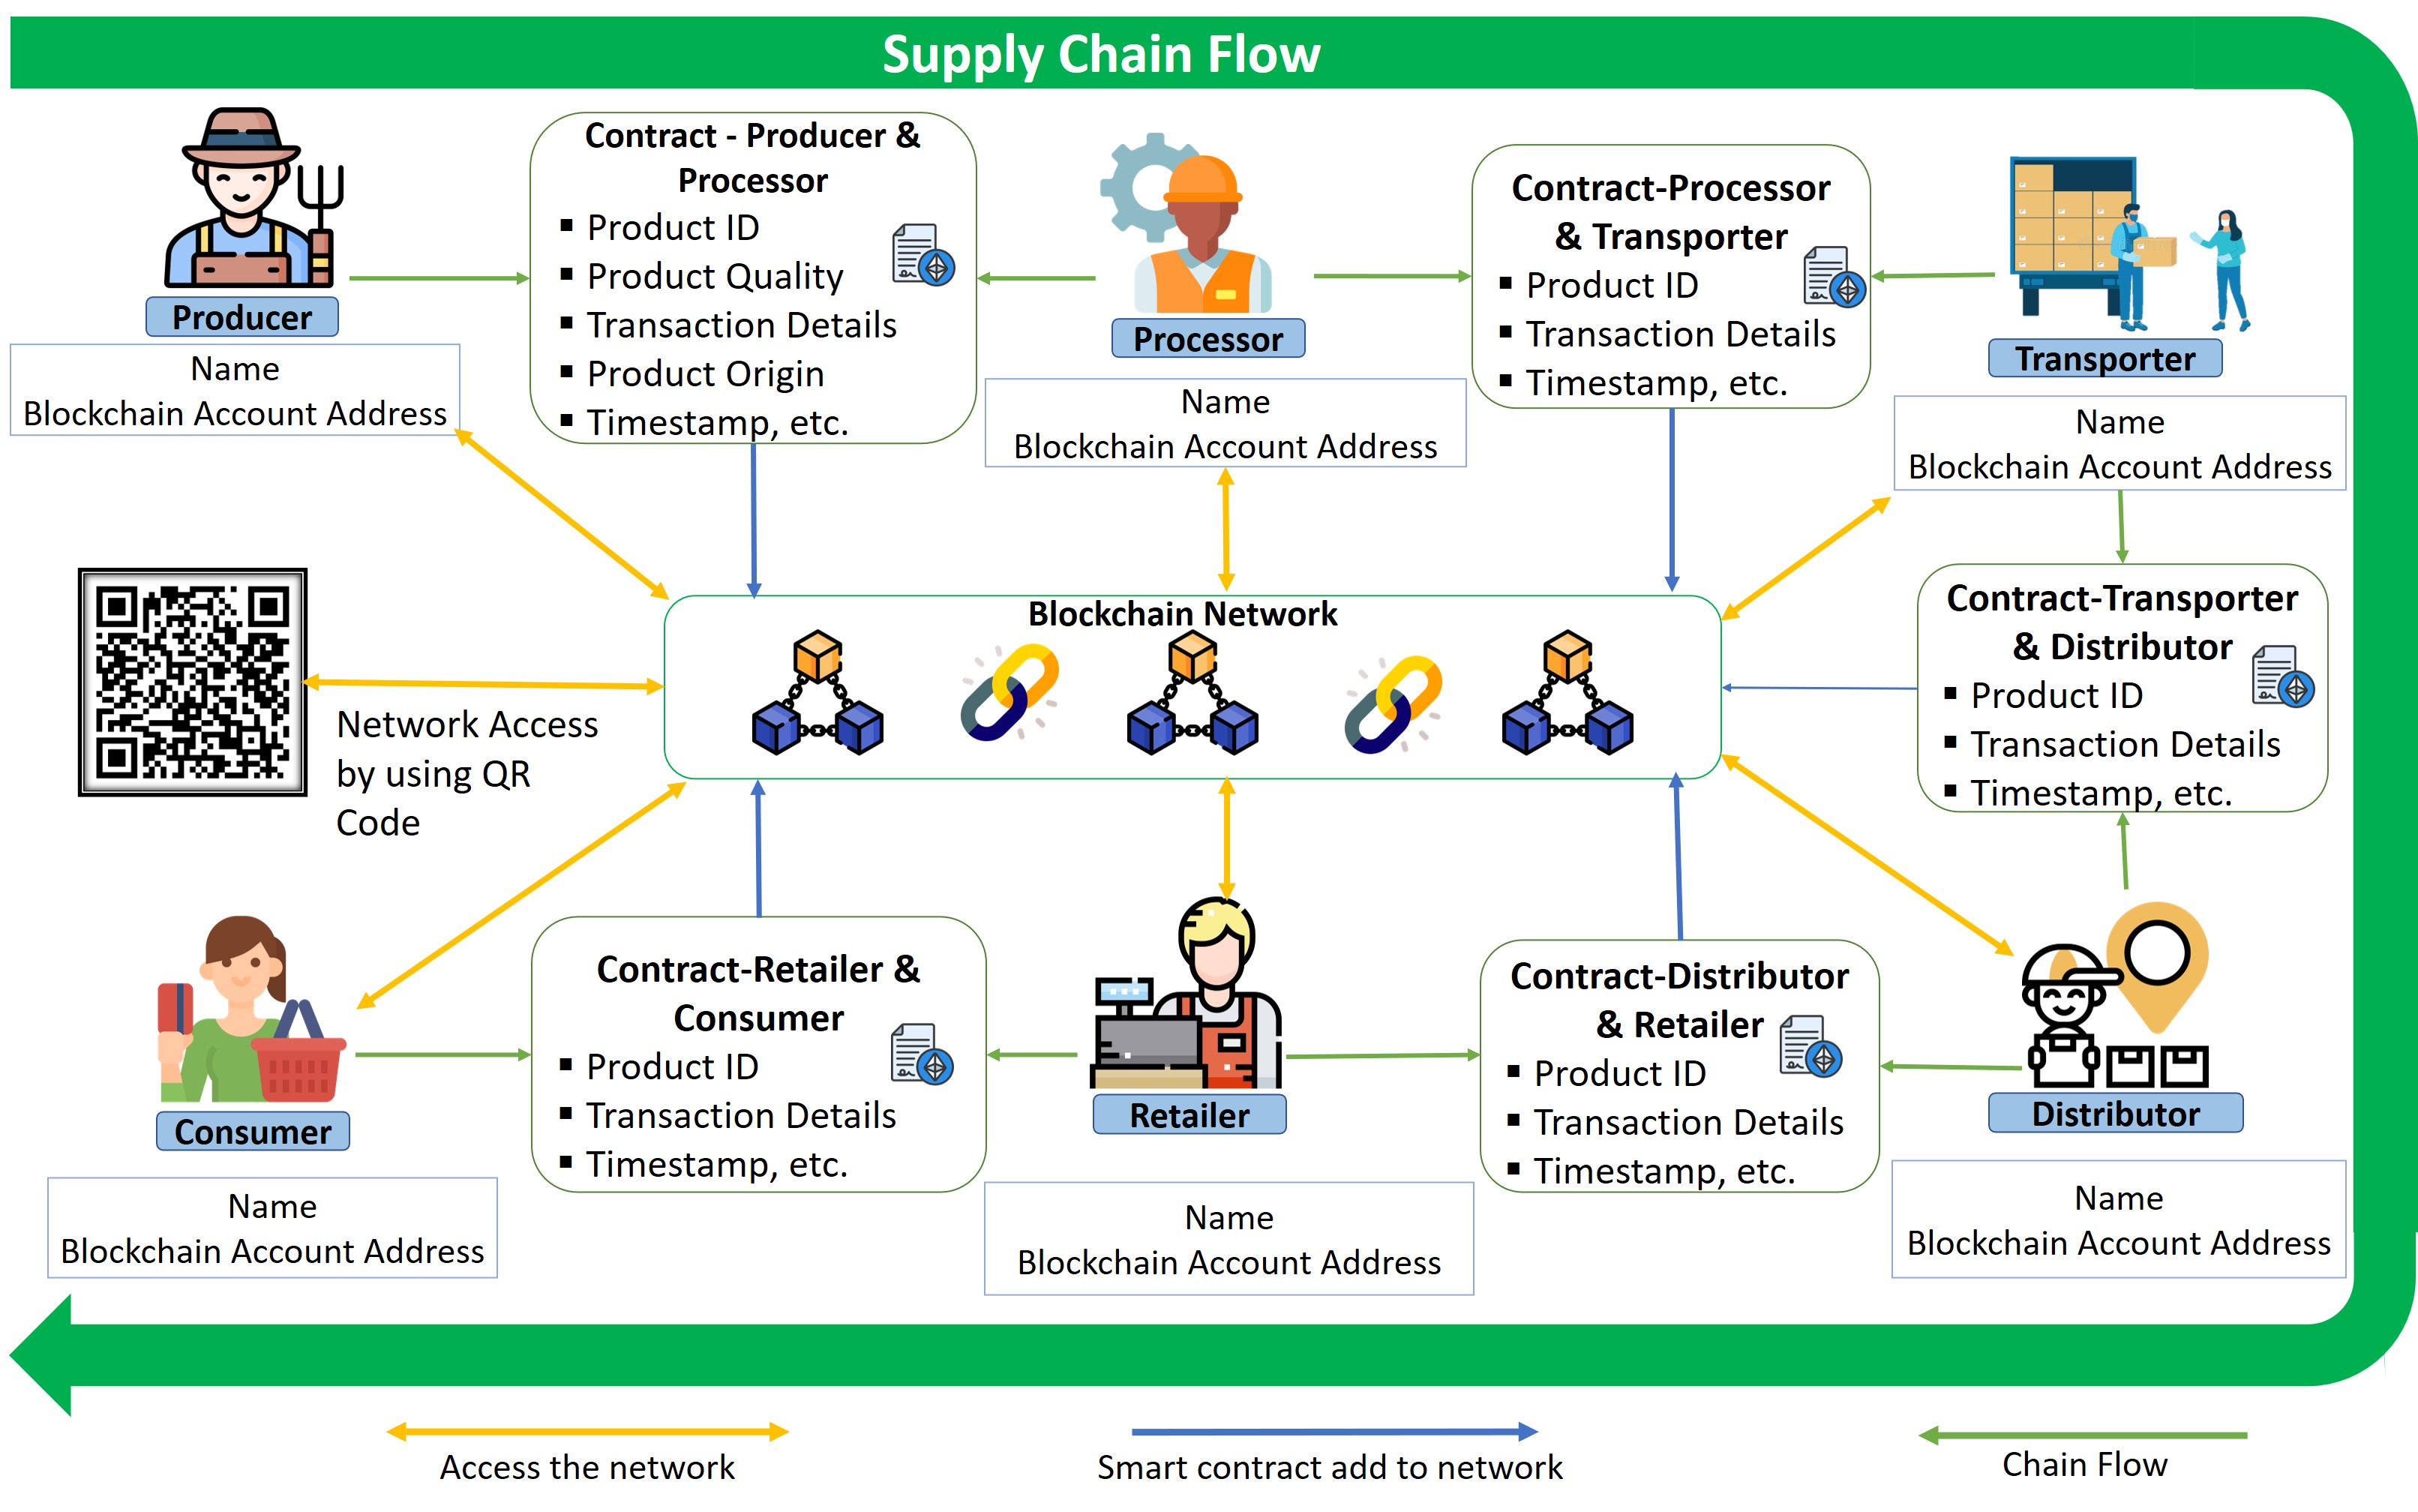 Supply Chain Flow
Contract - Producer &
Processor
▪ Product ID
▪ Product Quality
▪ Transaction Details
▪ Product Origin
▪ Timestamp, etc.
Contract-Processor
& Transporter
▪ Product ID
▪ Transaction Details
▪ Timestamp, etc.
Producer
Name
Blockchain Account Address
Processor
Name
Blockchain Account Address
Transporter
Name
Blockchain Account Address
Blockchain Network
Network Access
by using QR
Code
Contract-Transporter
& Distributor
▪ Product ID
▪ Transaction Details
▪ Timestamp, etc.
Consumer
Name
Blockchain Account Address
Contract-Retailer &
Consumer
▪ Product ID
▪ Transaction Details
▪ Timestamp, etc.
Retailer
Name
Blockchain Account Address
Contract-Distributor
& Retailer
▪ Product ID
▪ Transaction Details
▪ Timestamp, etc.
Distributor
Name
Blockchain Account Address
Access the network
Smart contract add to network
Chain Flow